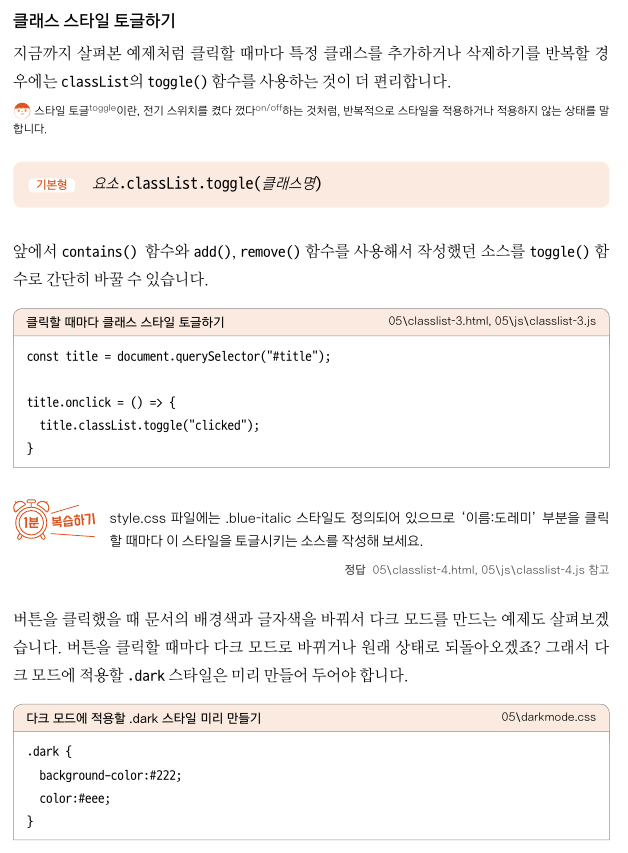 클래스 스타일 토글하기
지금까지 살펴본 예제처럼 클릭할 때마다 특정 클래스를 추가하거나 삭제하기를 반복할 경
우에는 classList의 toggle() 함수를 사용하는 것이 더 편리합니다.
스타일 토글toggle이란, 전기 스위치를 켰다 껐다on/off하는 것처럼, 반복적으로 스타일을 적용하거나 적용하지 않는 상태를 말
합니다.
기본형 요소.classList.toggle(클래스명)
앞에서 contains() 함수와 add(), remove() 함수를 사용해서 작성했던 소스를 toggle() 함
수로 간단히 바꿀 수 있습니다.
클릭할 때마다 클래스 스타일 토글하기 05\classlist-3.html, 05\js\classlist-3.js
const title = document.querySelector("#title");
title.onclick = () => {
  title.classList.toggle("clicked");
}
1분 복습하기
style.css 파일에는 .blue-italic 스타일도 정의되어 있으므로 ‘이름:도레미’ 부분을 클릭
할 때마다 이 스타일을 토글시키는 소스를 작성해 보세요.
정답 05\classlist-4.html, 05\js\classlist-4.js 참고
버튼을 클릭했을 때 문서의 배경색과 글자색을 바꿔서 다크 모드를 만드는 예제도 살펴보겠
습니다. 버튼을 클릭할 때마다 다크 모드로 바뀌거나 원래 상태로 되돌아오겠죠? 그래서 다
크 모드에 적용할 .dark 스타일은 미리 만들어 두어야 합니다.
다크 모드에 적용할 .dark 스타일 미리 만들기 05\darkmode.css
.dark {
  background-color:#222;
  color:#eee;
}